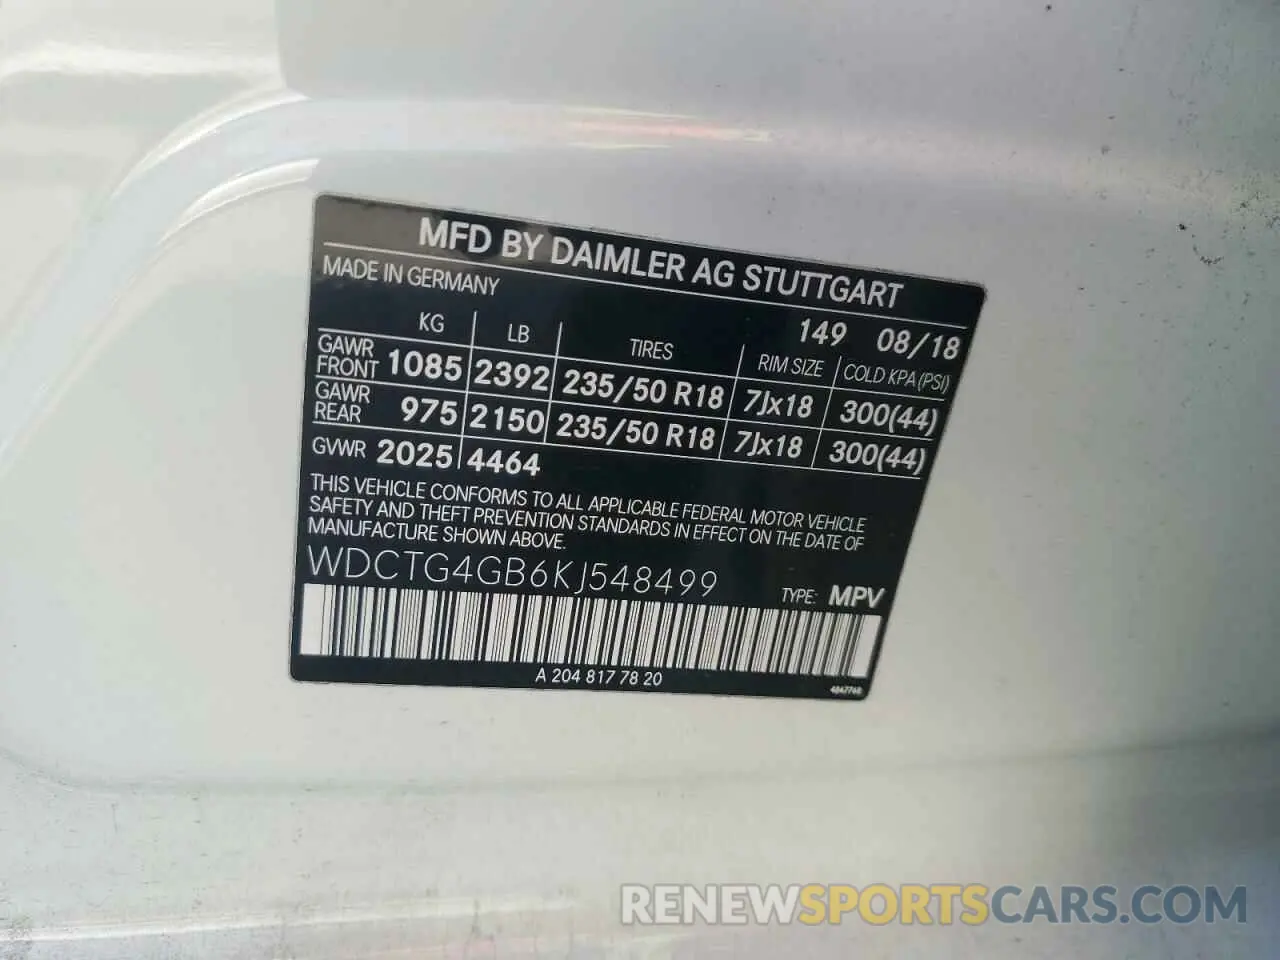 MFD BY DAIMLER AG STUTTGART
MADE IN GERMANY 149 08/18
KG LB TIRES RIM SIZE COLD KPA (PSI)
GAWR FRONT 1085 2392 235/50 R18 7Jx18 300(44)
GAWR REAR 975 2150 235/50 R18 7Jx18 300(44)
GVWR 2025 4464
THIS VEHICLE CONFORMS TO ALL APPLICABLE FEDERAL MOTOR VEHICLE
SAFETY AND THEFT PREVENTION STANDARDS IN EFFECT ON THE DATE OF
MANUFACTURE SHOWN ABOVE.
WDCTG4GB6KJ548499 TYPE: MPV
A 204 817 78 20
RENEWSPORTSCARS.COM